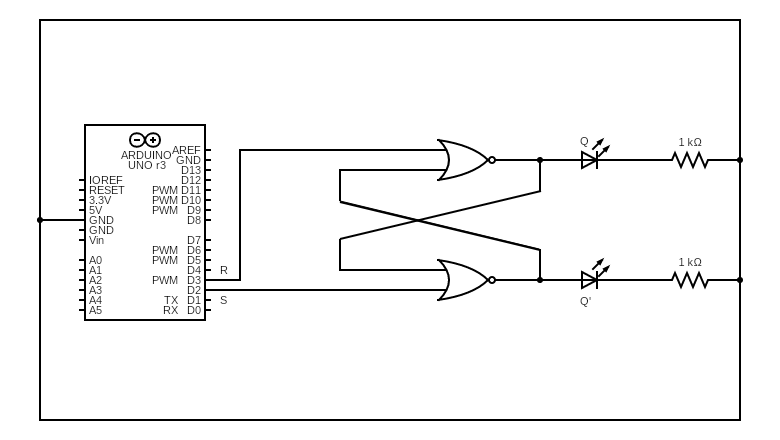 AREF
ARDUINO
GND
UNO r3
D13
IOREF
D12
RESET
PWM D11
3.3V
PWM D10
5V
PWM D9
GND
D8
GND
Vin
D7
PWM D6
A0
PWM D5
A1
D4
R
A2
PWM D3
A3
D2
A4
TX D1
S
A5
RX D0
Q
1 kΩ
1 kΩ
Q'